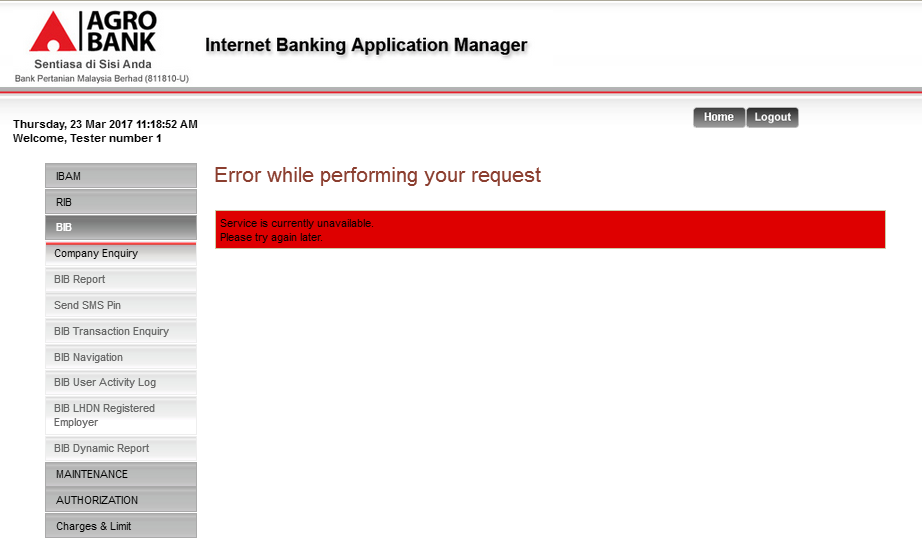 AGRO
BANK
Sentiasa di Sisi Anda
Bank Pertanian Malaysia Berhad (811810-U)
Internet Banking Application Manager
Thursday, 23 Mar 2017 11:18:52 AM
Welcome, Tester number 1
Home Logout
IBAM
RIB
BIB
Company Enquiry
BIB Report
Send SMS Pin
BIB Transaction Enquiry
BIB Navigation
BIB User Activity Log
BIB LHDN Registered
Employer
BIB Dynamic Report
MAINTENANCE
AUTHORIZATION
Charges & Limit
Error while performing your request
Service is currently unavailable.
Please try again later.